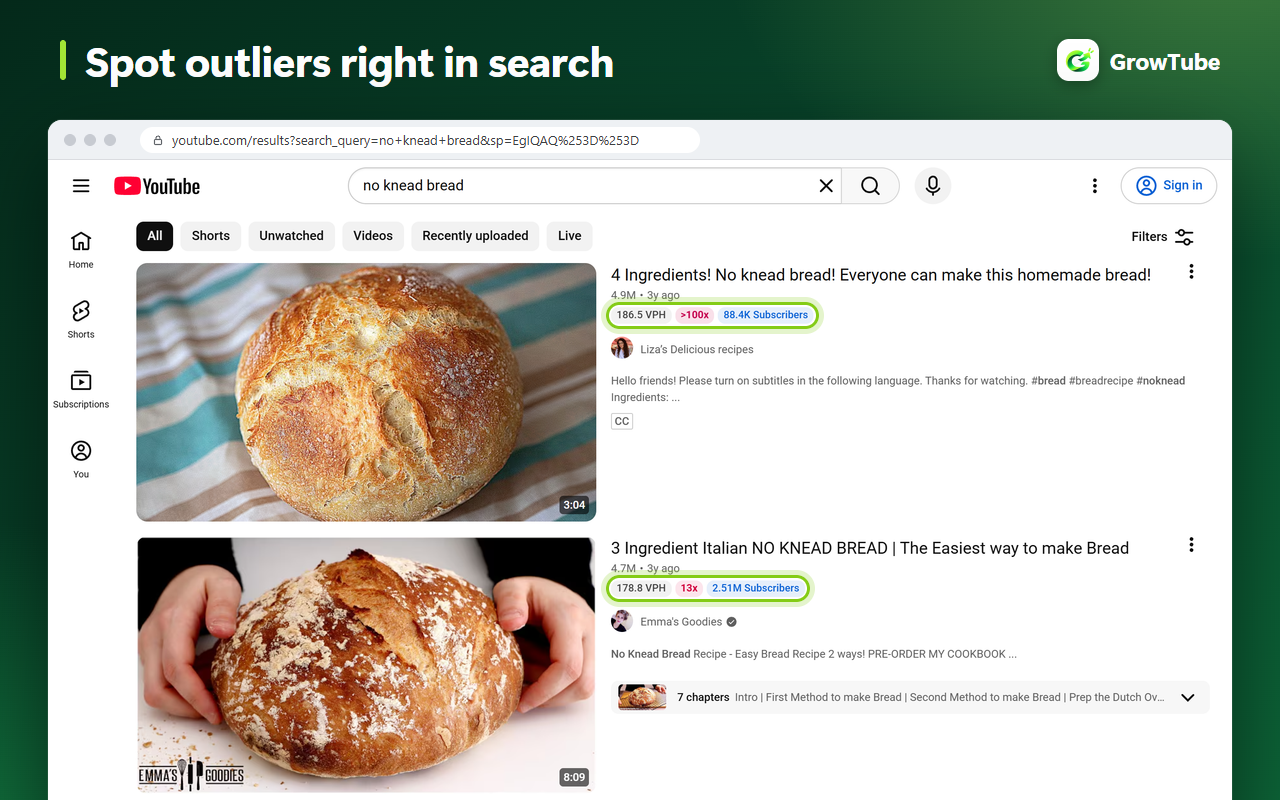 Spot outliers right in search
GrowTube
youtube.com/results?search_query=no+knead+bread&sp=EgIQAQ%253D%253D
YouTube
no knead bread
Sign in
All
Shorts
Unwatched
Videos
Recently uploaded
Live
Filters
Home
Shorts
Subscriptions
You
3:04
4 Ingredients! No knead bread! Everyone can make this homemade bread!
4.9M • 3y ago
186.5 VPH >100x 88.4K Subscribers
Liza's Delicious recipes
Hello friends! Please turn on subtitles in the following language. Thanks for watching. #bread #breadrecipe #noknead
Ingredients: ...
CC
EMMA'S GOODIES
8:09
3 Ingredient Italian NO KNEAD BREAD | The Easiest way to make Bread
4.7M • 3y ago
178.8 VPH 13x 2.51M Subscribers
Emma's Goodies
No Knead Bread Recipe - Easy Bread Recipe 2 ways! PRE-ORDER MY COOKBOOK ...
7 chapters Intro | First Method to make Bread | Second Method to make Bread | Prep the Dutch Ov...